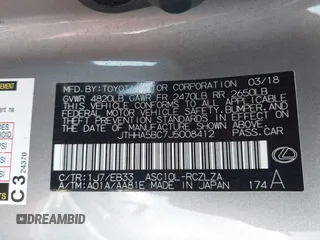 MFD.BY:TOYOTA MOTOR CORPORATION 03/18
GVWR 4820LB GAWR FR 2470LB RR 2650LB
THIS VEHICLE CONFORMS TO ALL APPLICABLE
FEDERAL MOTOR VEHICLE SAFETY, BUMPER, AND
THEFT PREVENTION STANDARDS IN EFFECT ON
THE DATE OF MANUFACTURE SHOWN ABOVE.
PASS.CAR
C/TR:1J7/EB33 ASC10L-RCZLZA
A/TM:A01A/AA81E MADE IN JAPAN 174 A
C3
24370
DREAMBID